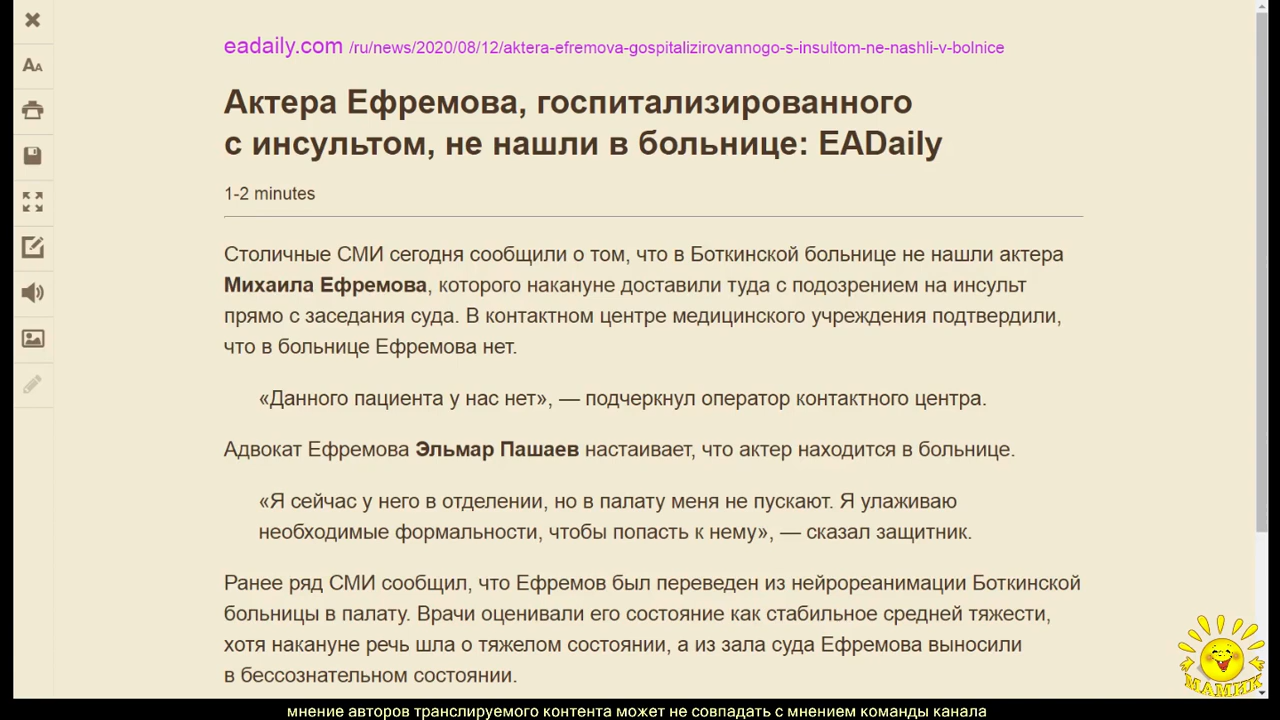 eadaily.com /ru/news/2020/08/12/aktera-efremova-gospitalizirovannogo-s-insultom-ne-nashli-v-bolnice
Актера Ефремова, госпитализированного
с инсультом, не нашли в больнице: EADaily
1-2 minutes
Столичные СМИ сегодня сообщили о том, что в Боткинской больнице не нашли актера
Михаила Ефремова, которого накануне доставили туда с подозрением на инсульт
прямо с заседания суда. В контактном центре медицинского учреждения подтвердили,
что в больнице Ефремова нет.
«Данного пациента у нас нет», — подчеркнул оператор контактного центра.
Адвокат Ефремова Эльмар Пашаев настаивает, что актер находится в больнице.
«Я сейчас у него в отделении, но в палату меня не пускают. Я улаживаю
необходимые формальности, чтобы попасть к нему», — сказал защитник.
Ранее ряд СМИ сообщил, что Ефремов был переведен из нейрореанимации Боткинской
больницы в палату. Врачи оценивали его состояние как стабильное средней тяжести,
хотя накануне речь шла о тяжелом состоянии, а из зала суда Ефремова выносили
в бессознательном состоянии.
МАМИК
мнение авторов транслируемого контента может не совпадать с мнением команды канала